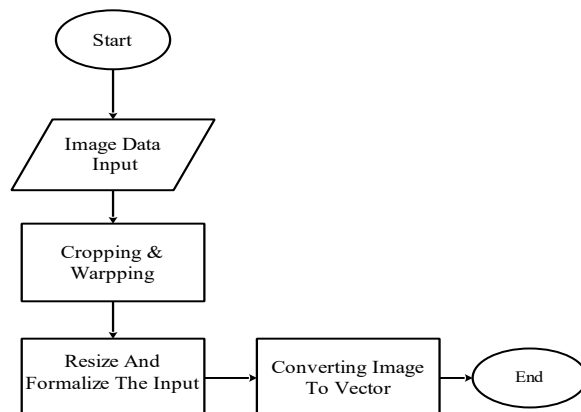 Start
Image Data
Input
Cropping &
Warpping
Resize And
Formalize The Input
Converting Image
To Vector
End